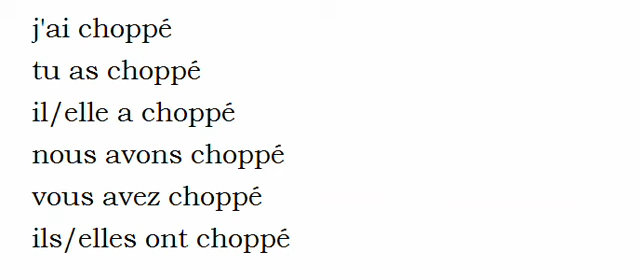 j'ai choppé
tu as choppé
il/elle a choppé
nous avons choppé
vous avez choppé
ils/elles ont choppé